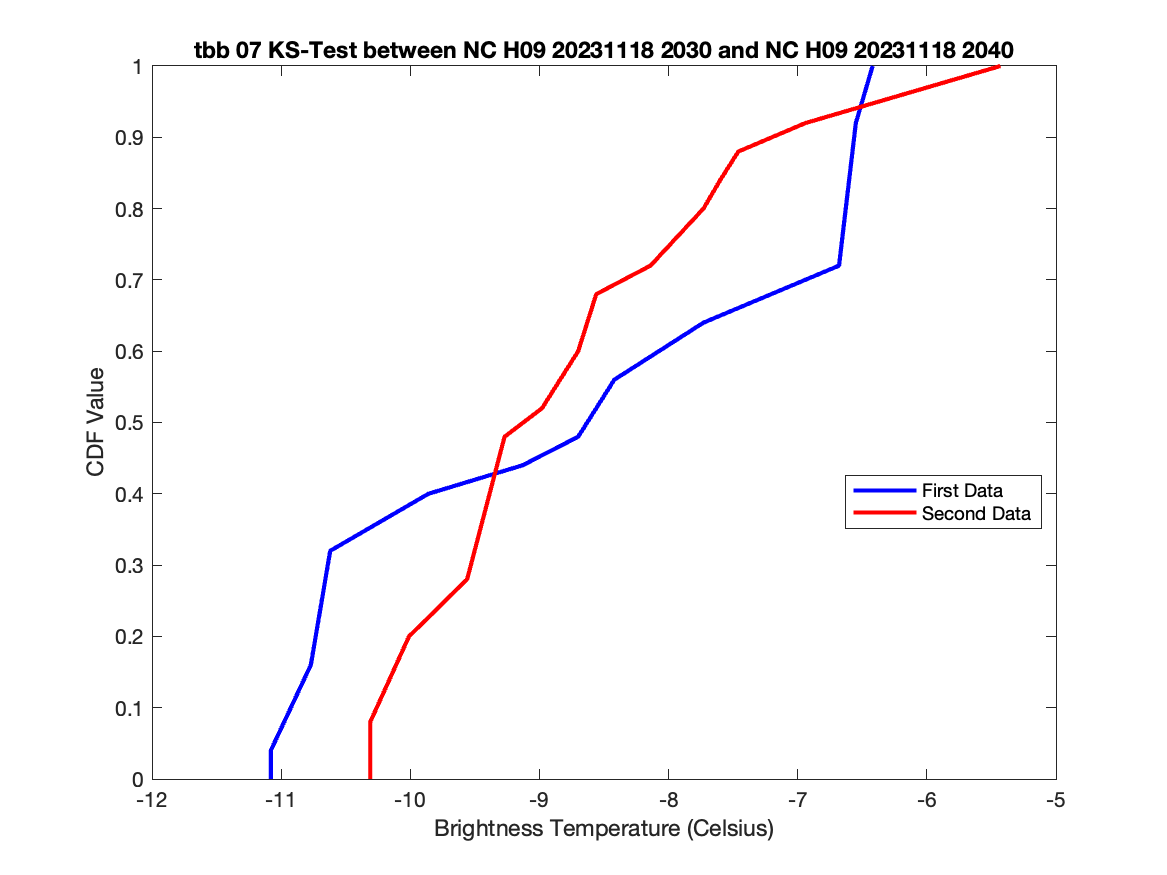 tbb 07 KS-Test between NC H09 20231118 2030 and NC H09 20231118 2040
1
0.9
0.8
0.7
0.6
0.5
0.4
0.3
0.2
0.1
0
CDF Value
First Data
Second Data
-12 -11 -10 -9 -8 -7 -6 -5
Brightness Temperature (Celsius)